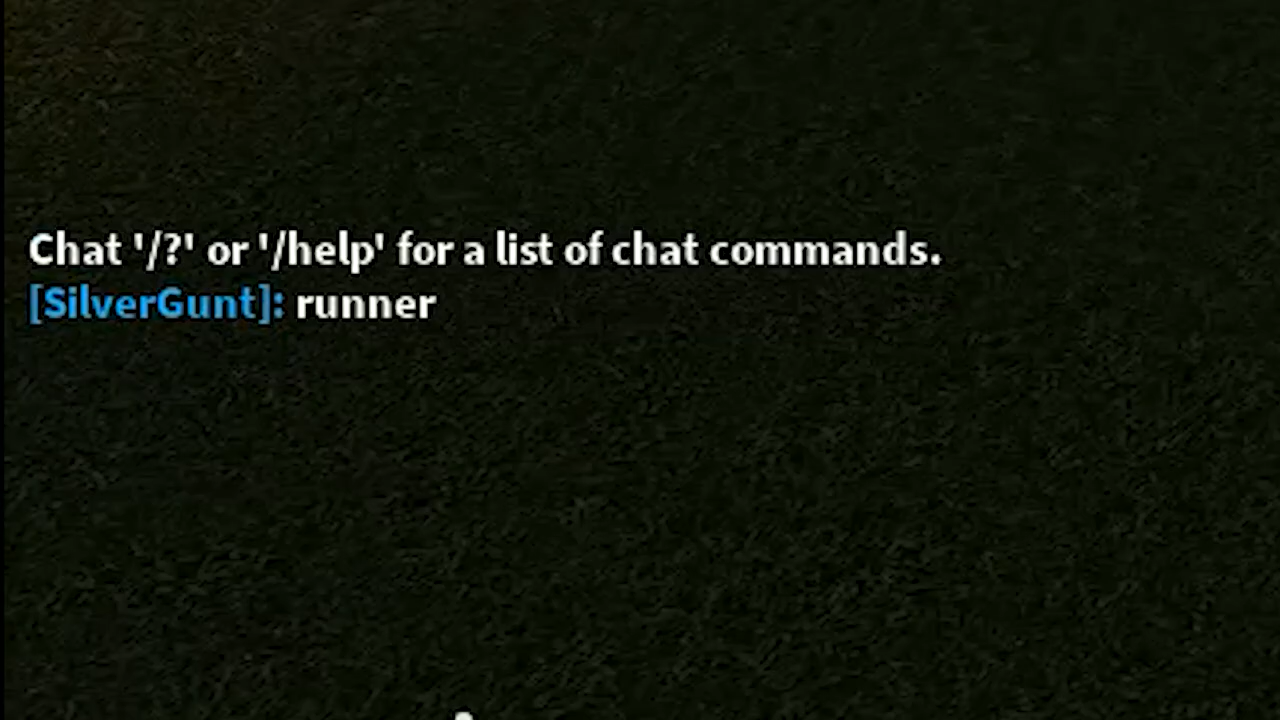 Chat '/?' or '/help' for a list of chat commands.
[SilverGunt]: runner